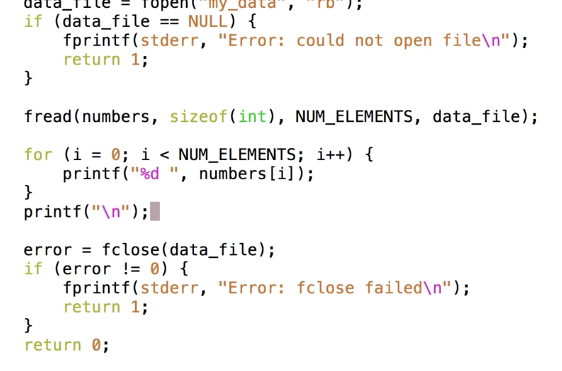 data_file = fopen("my_data", "rb");
if (data_file == NULL) {
    fprintf(stderr, "Error: could not open file\n");
    return 1;
}

fread(numbers, sizeof(int), NUM_ELEMENTS, data_file);

for (i = 0; i < NUM_ELEMENTS; i++) {
    printf("%d ", numbers[i]);
}
printf("\n");

error = fclose(data_file);
if (error != 0) {
    fprintf(stderr, "Error: fclose failed\n");
    return 1;
}
return 0;